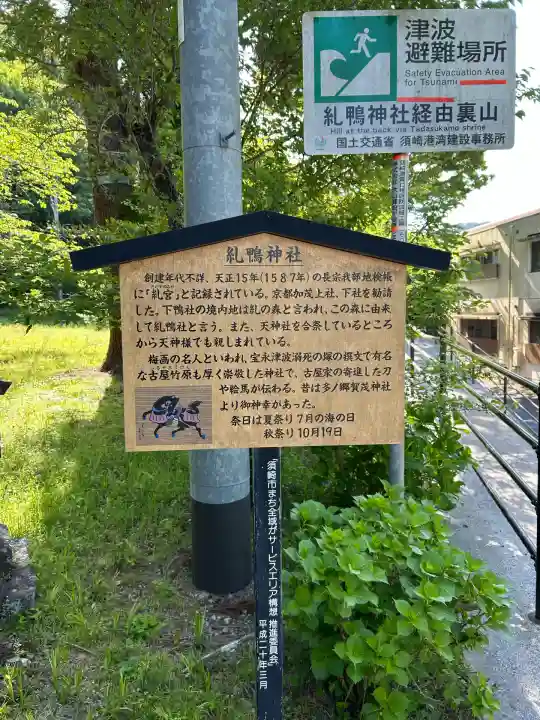 津波
避難場所
Safety Evacuation Area
for Tsunami
糺鴨神社経由裏山
Hill at the back via Tadasukamo shrine
国土交通省 須崎港湾建設事務所
糺鴨神社
創建年代不詳、天正15年(1587年)の長宗我部地検帳
に「糺宮」と記録されている。京都加茂上社、下社を勧請
した。下鴨社の境内地は糺の森と言われ、この森に由来
して糺鴨社と言う。また、天神社を合祭しているところ
から天神様でも親しまれている。
梅画の名人といわれ、宝永津波溺死の塚の撰文で有名
な古屋竹原も厚く崇敬した神社で、古屋家の寄進した刀
や絵馬が伝わる。昔は多ノ郷賀茂神社
より御神幸があった。
祭日は夏祭り7月の海の日
秋祭り10月19日
「須崎市まち全域がサービスエリア構想」推進委員会
平成二十年三月